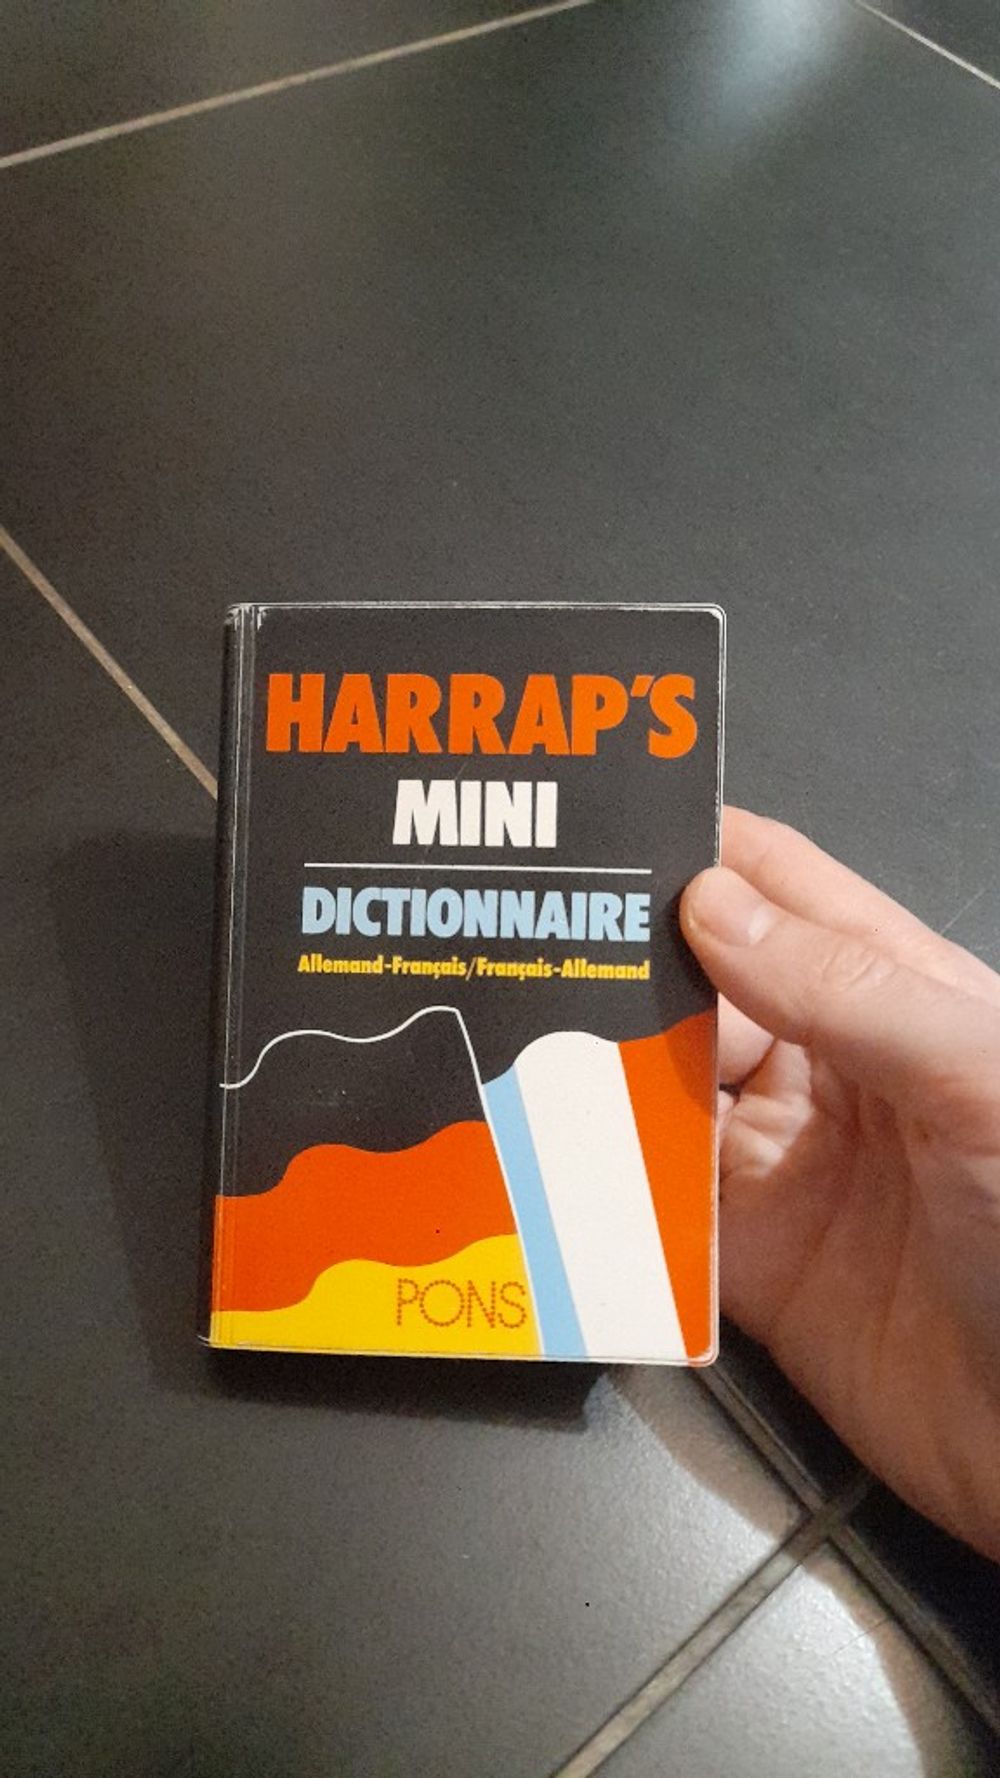 HARRAP'S
MINI
DICTIONNAIRE
Allemand-Français/Français-Allemand
PONS